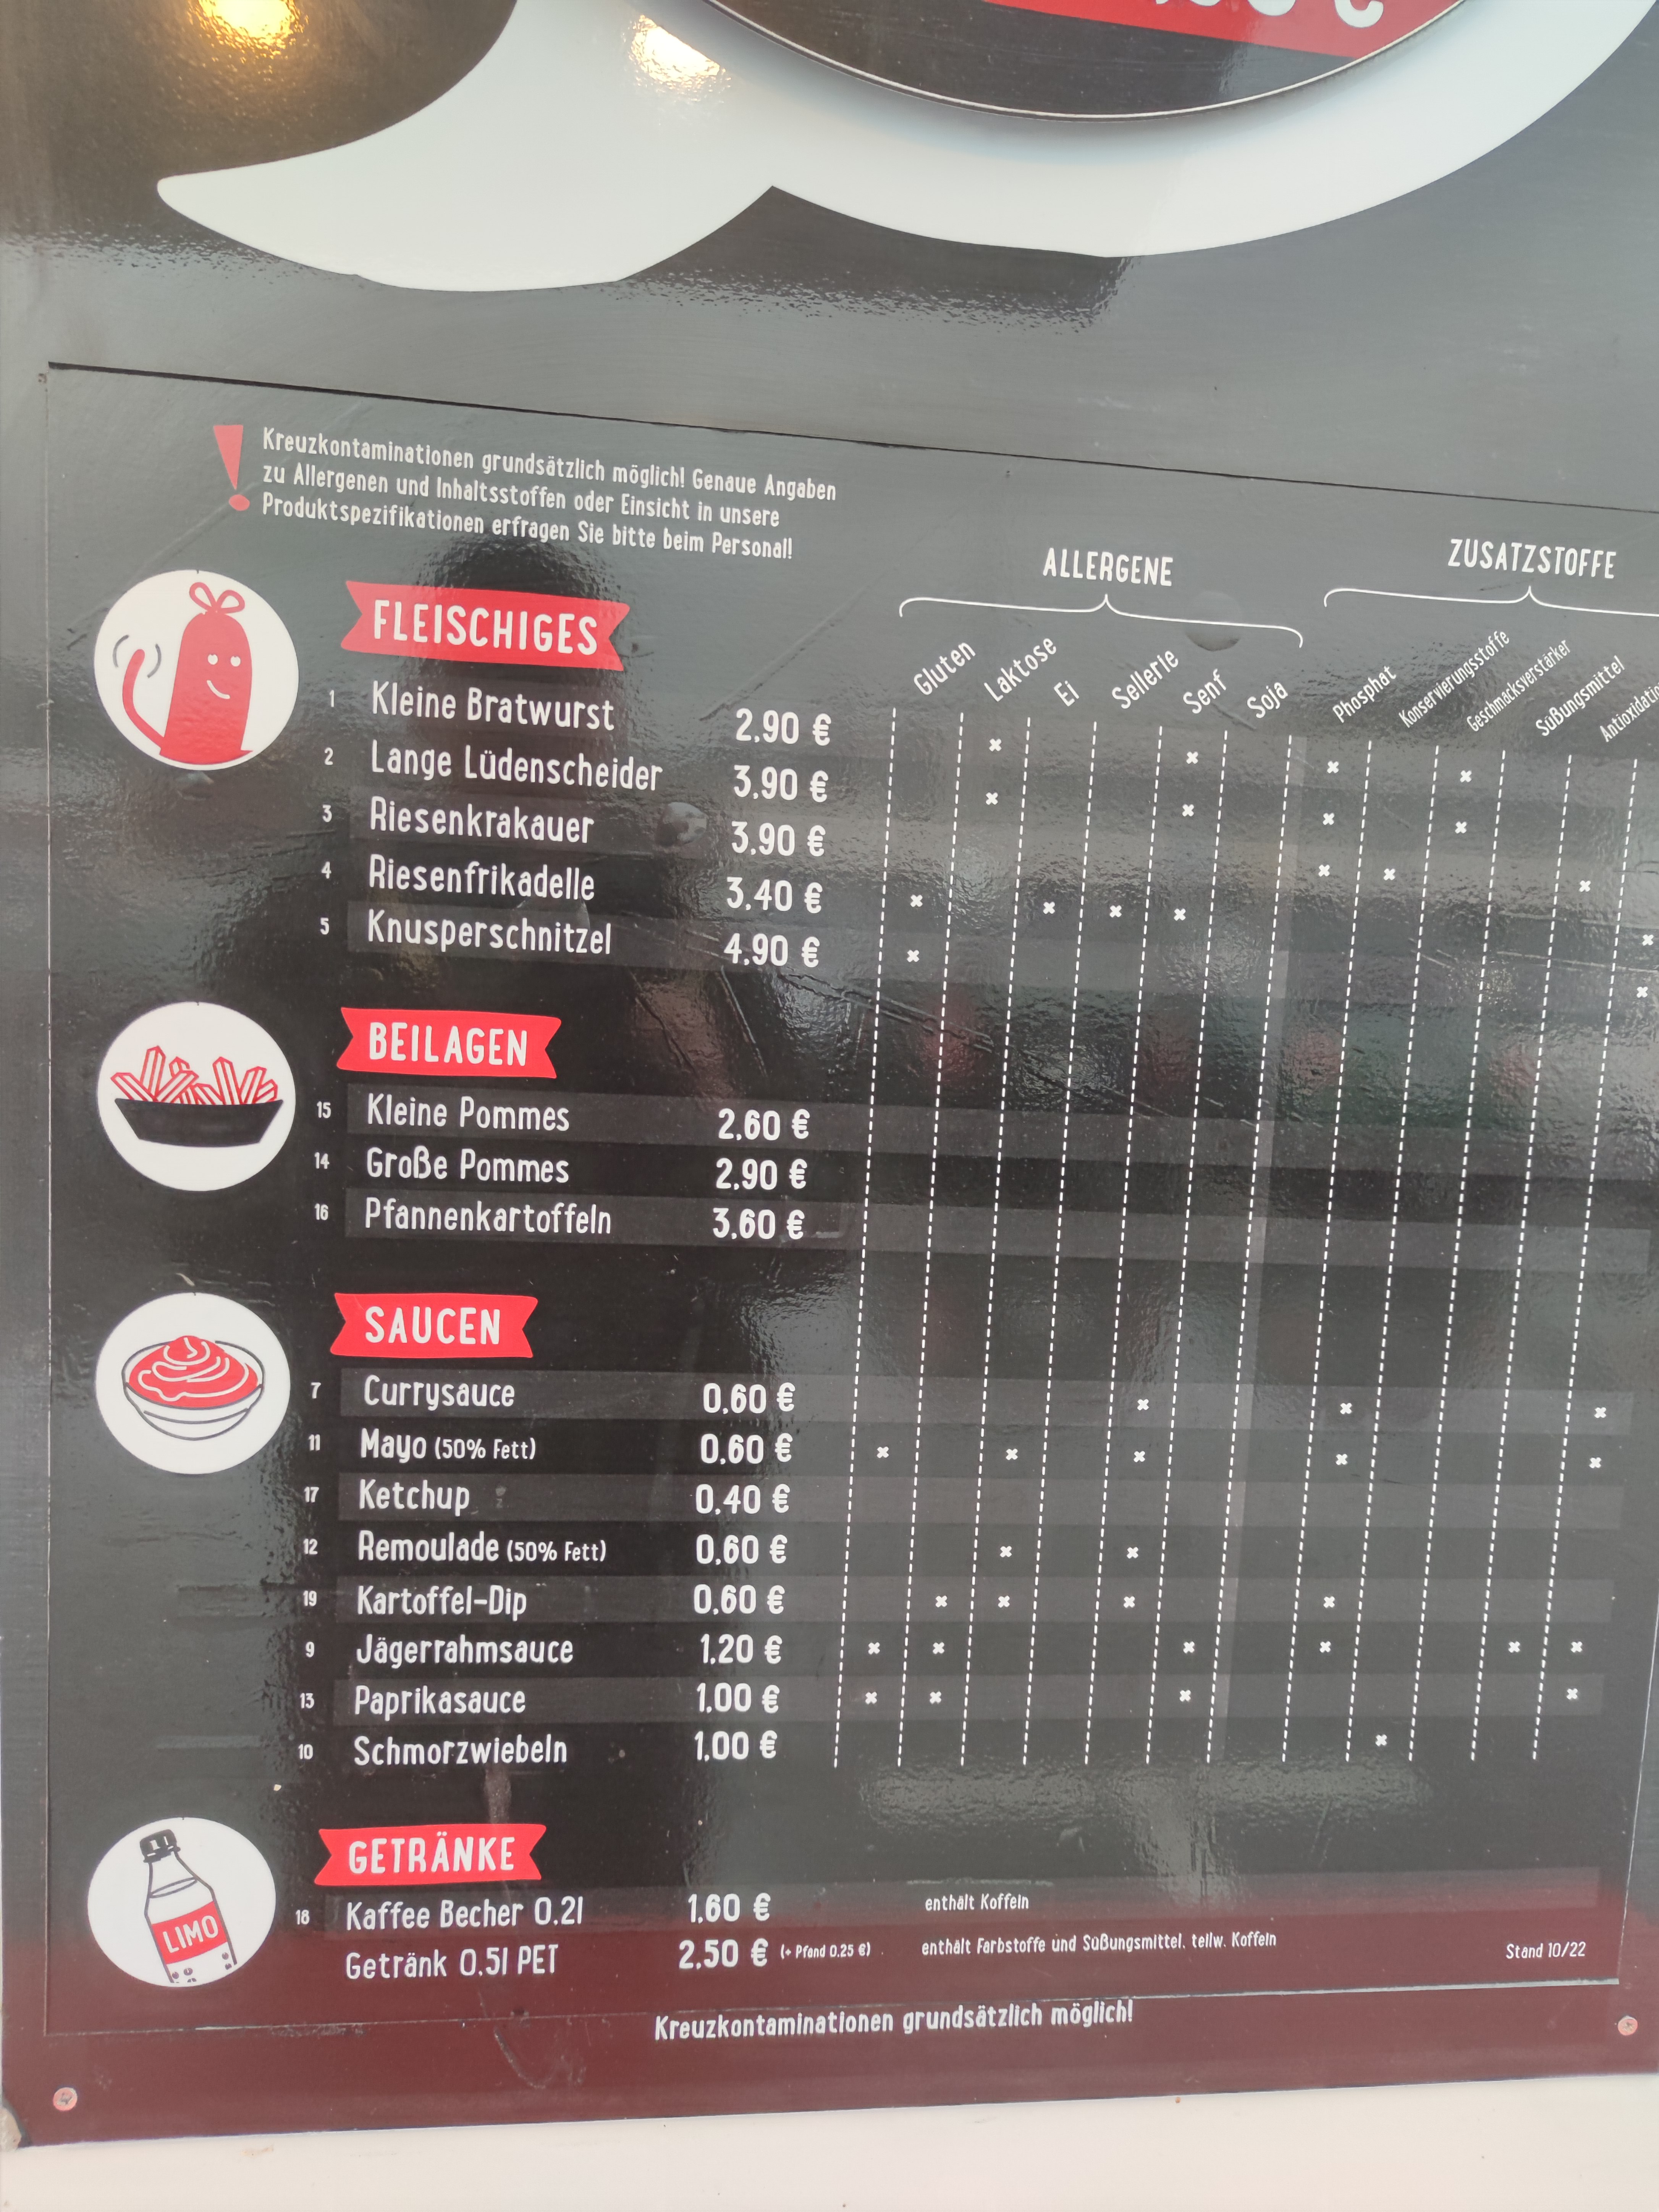 Kreuzkontaminationen grundsätzlich möglich! Genaue Angaben
zu Allergenen und Inhaltsstoffen oder Einsicht in unsere
Produktspezifikationen erfragen Sie bitte beim Personal!
ALLERGENE
ZUSATZSTOFFE
Gluten Laktose Ei Sellerie Senf Soja Phosphat Konservierungsstoffe Geschmacksverstärker Süßungsmittel
FLEISCHIGES
1 Kleine Bratwurst 2.90 € x x x x
2 Lange Lüdenscheider 3.90 € x x x x
3 Riesenkrakauer 3.90 € x x x
4 Riesenfrikadelle 3.40 € x x x x x
5 Knusperschnitzel 4.90 € x x
BEILAGEN
15 Kleine Pommes 2.60 €
14 Große Pommes 2.90 €
16 Pfannenkartoffeln 3.60 €
SAUCEN
7 Currysauce 0.60 € x x x
11 Mayo (50% Fett) 0.60 € x x x x x
17 Ketchup 0.40 €
12 Remoulade (50% Fett) 0.60 € x x
19 Kartoffel-Dip 0.60 € x x x x
9 Jägerrahmsauce 1.20 € x x x x x x
13 Paprikasauce 1.00 € x x x x
10 Schmorzwiebeln 1.00 € x
LIMO
GETRÄNKE
18 Kaffee Becher 0.2l 1.60 € enthält Koffein
Getränk 0.5l PET 2.50 € (+ Pfand 0.25 €) enthält Farbstoffe und Süßungsmittel. teilw. Koffein
Stand 10/22
Kreuzkontaminationen grundsätzlich möglich!